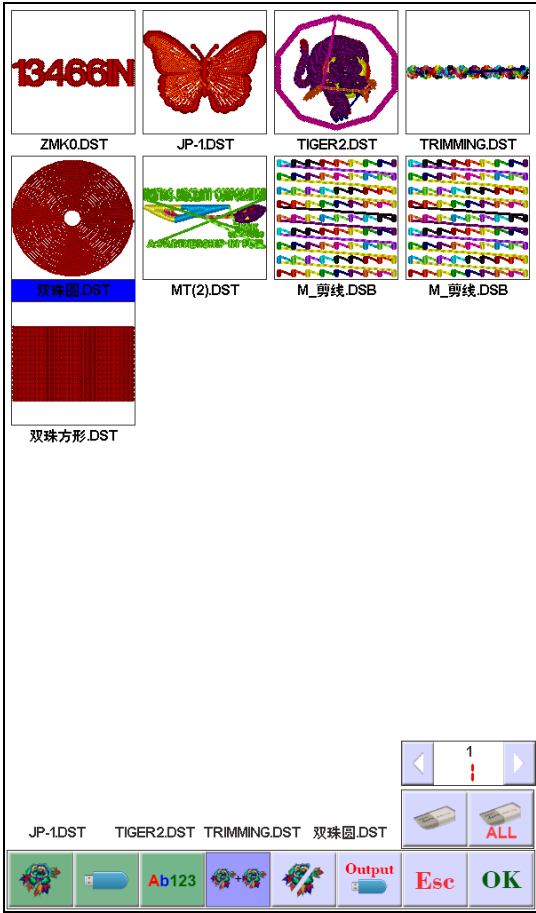 13466IN
ZMK0.DST
JP-1.DST
TIGER2.DST
TRIMMING.DST
双珠圆.DST
MT(2).DST
M_剪线.DSB
M_剪线.DSB
双珠方形.DST
1
ALL
JP-1.DST
TIGER2.DST
TRIMMING.DST
双珠圆.DST
Ab123
Output
Esc
OK